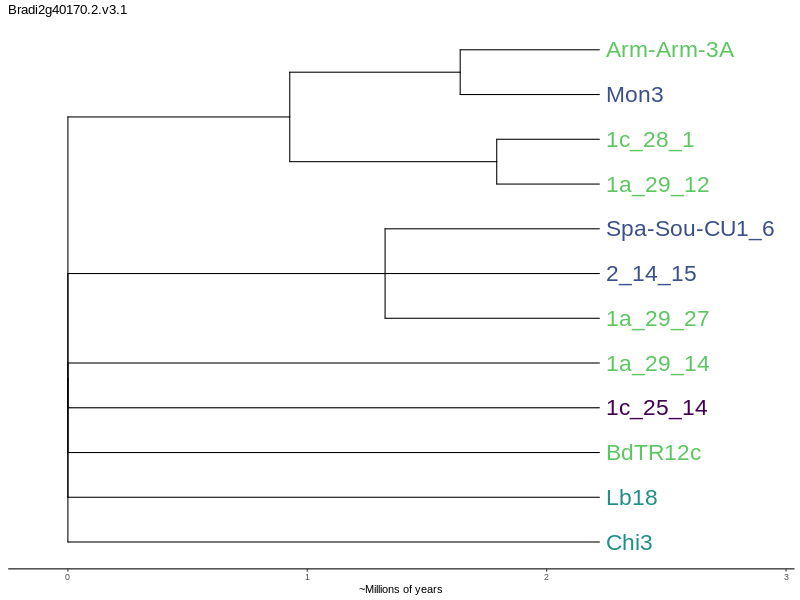 Bradi2g40170.2.v3.1
Arm-Arm-3A
Mon3
1c_28_1
1a_29_12
Spa-Sou-CU1_6
2_14_15
1a_29_27
1a_29_14
1c_25_14
BdTR12c
Lb18
Chi3
0 1 2 3
~Millions of years